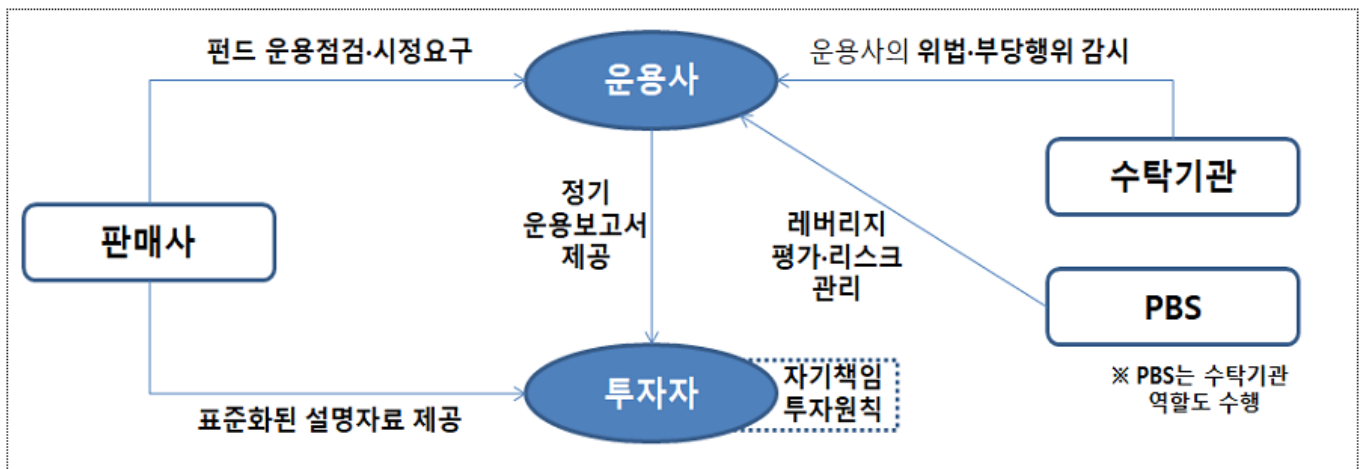 펀드 운용점검·시정요구
운용사
운용사의 위법·부당행위 감시
수탁기관
정기
운용보고서
제공
레버리지
평가·리스크
관리
판매사
PBS
※ PBS는 수탁기관
역할도 수행
투자자
자기책임
투자원칙
표준화된 설명자료 제공